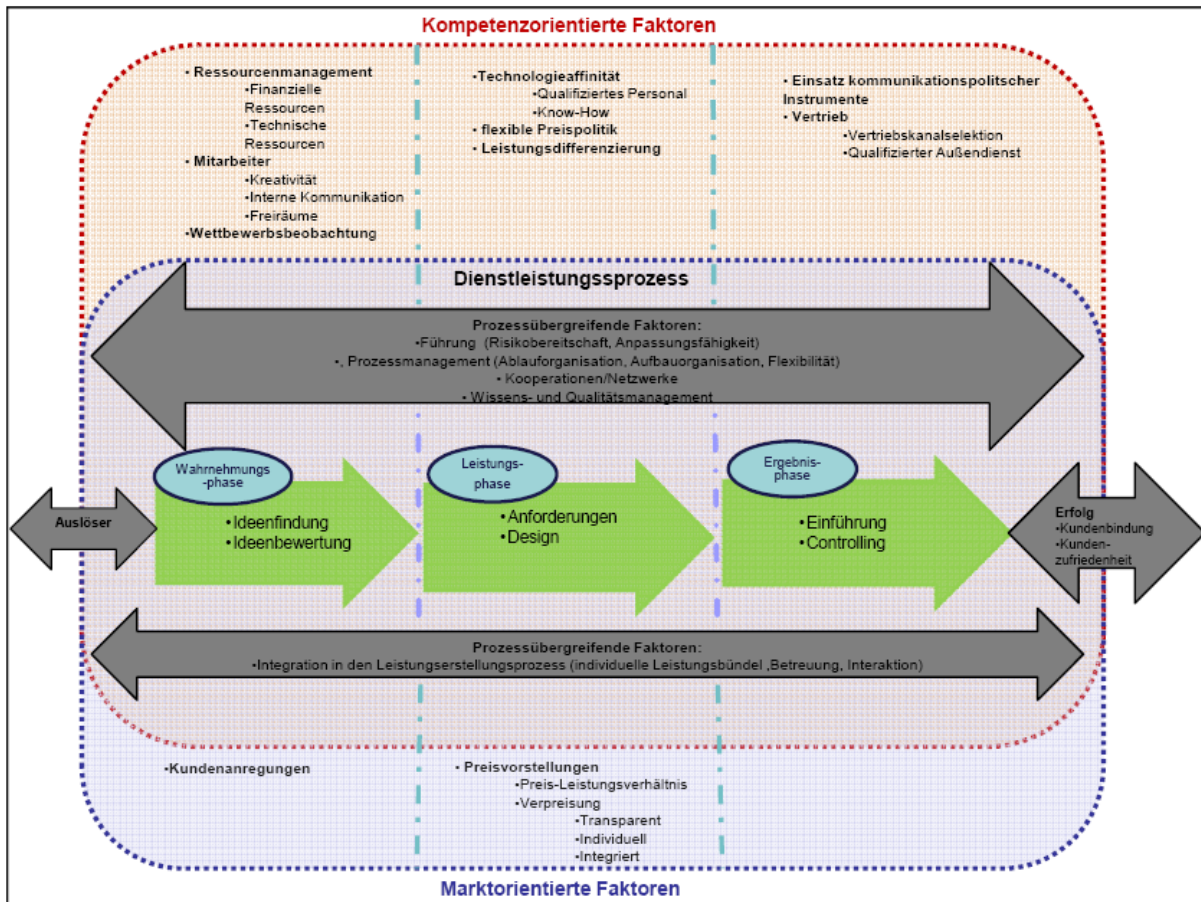 Kompetenzorientierte Faktoren
• Ressourcenmanagement
•Finanzielle
Ressourcen
•Technische
Ressourcen
• Mitarbeiter
•Kreativität
•Interne Kommunikation
•Freiräume
•Wettbewerbsbeobachtung
•Technologieaffinität
•Qualifiziertes Personal
•Know-How
• flexible Preispolitik
• Leistungsdifferenzierung
• Einsatz kommunikationspolitscher
Instrumente
• Vertrieb
•Vertriebskanalselektion
•Qualifizierter Außendienst
Dienstleistungssprozess
Prozessübergreifende Faktoren:
•Führung (Risikobereitschaft, Anpassungsfähigkeit)
•, Prozessmanagement (Ablauforganisation, Aufbauorganisation, Flexibilität)
• Kooperationen/Netzwerke
• Wissens- und Qualitätsmanagement
Auslöser
Wahrnehmungs
-phase
• Ideenfindung
• Ideenbewertung
Leistungs-
phase
• Anforderungen
• Design
Ergebnis-
phase
• Einführung
• Controlling
Erfolg
•Kundenbindung
•Kunden-
zufriedenheit
Prozessübergreifende Faktoren:
•Integration in den Leistungserstellungsprozess (individuelle Leistungsbündel ,Betreuung, Interaktion)
•Kundenanregungen
• Preisvorstellungen
•Preis-Leistungsverhältnis
•Verpreisung
•Transparent
•Individuell
•Integriert
Marktorientierte Faktoren